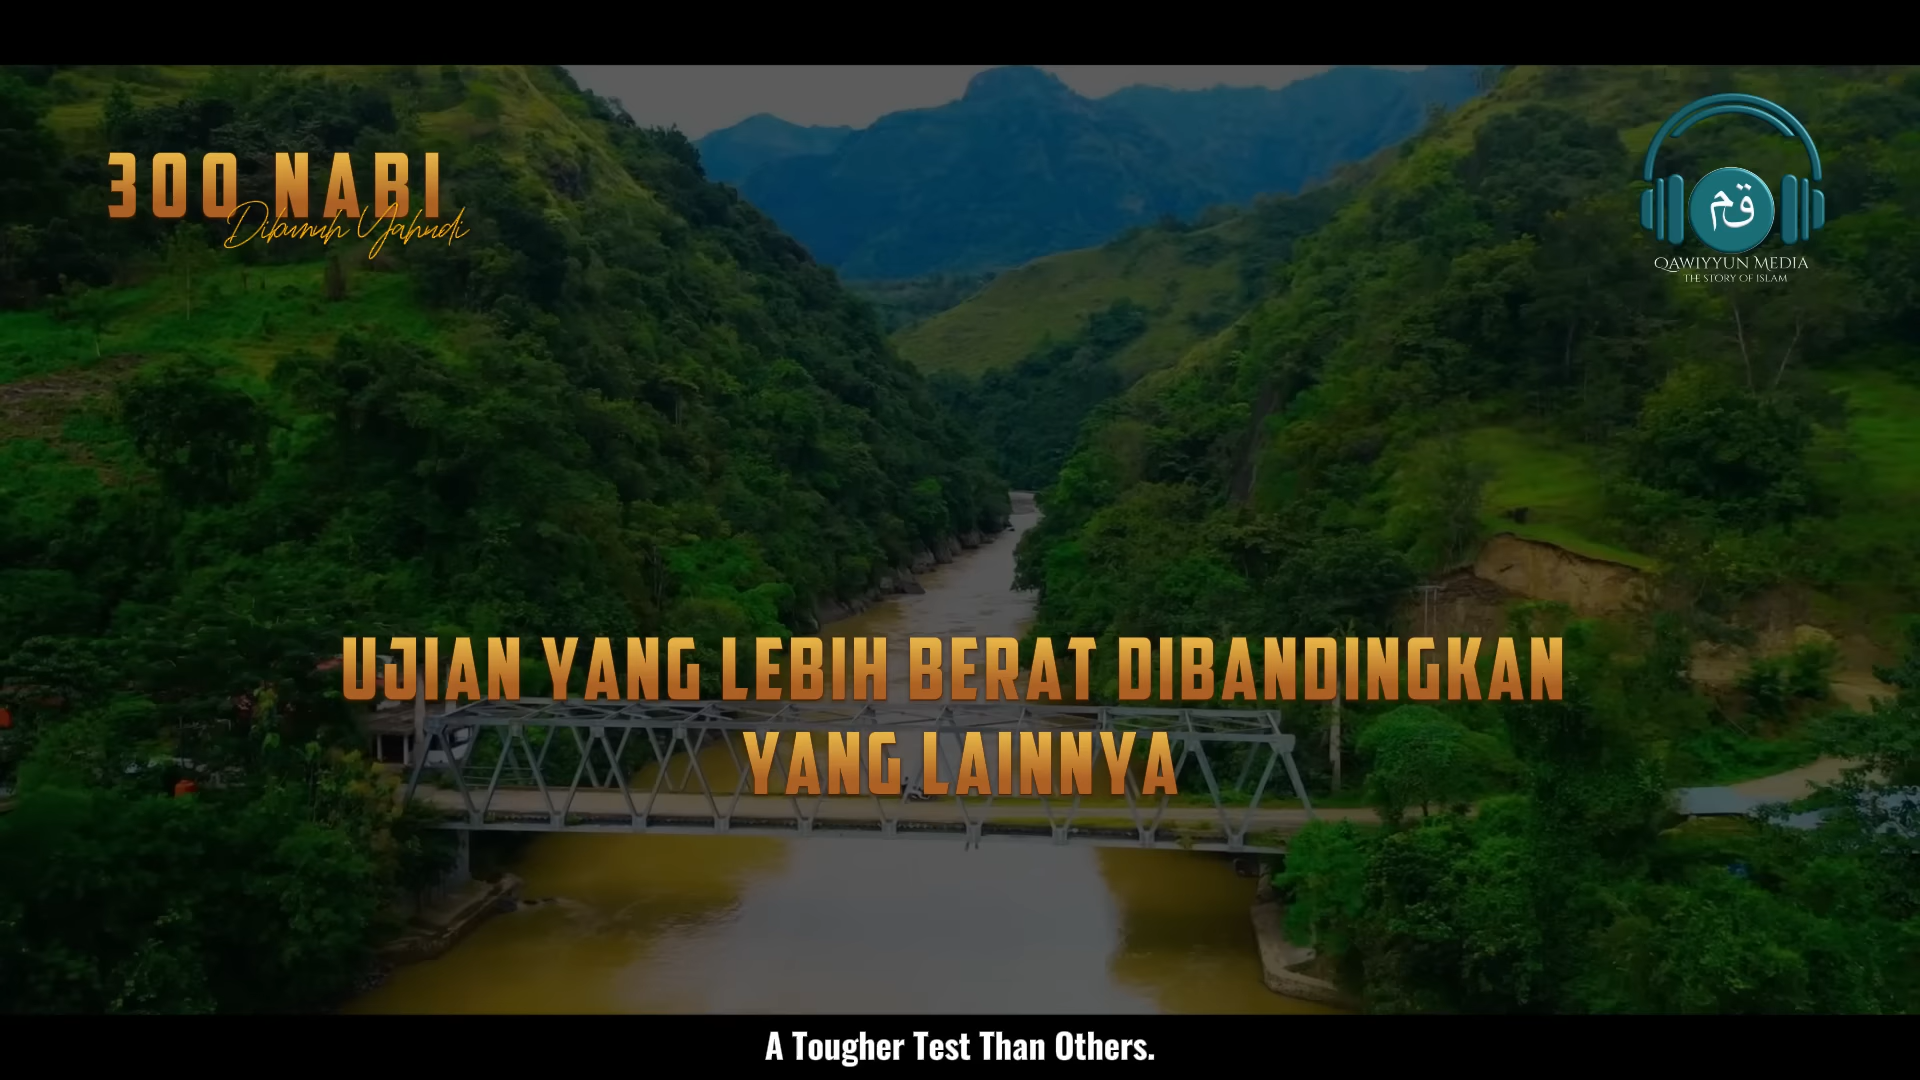 300 NABI
Dibunuh Yahudi
قم
QAWIYYUN MEDIA
THE STORY OF ISLAM
UJIAN YANG LEBIH BERAT DIBANDINGKAN
YANG LAINNYA
A Tougher Test Than Others.